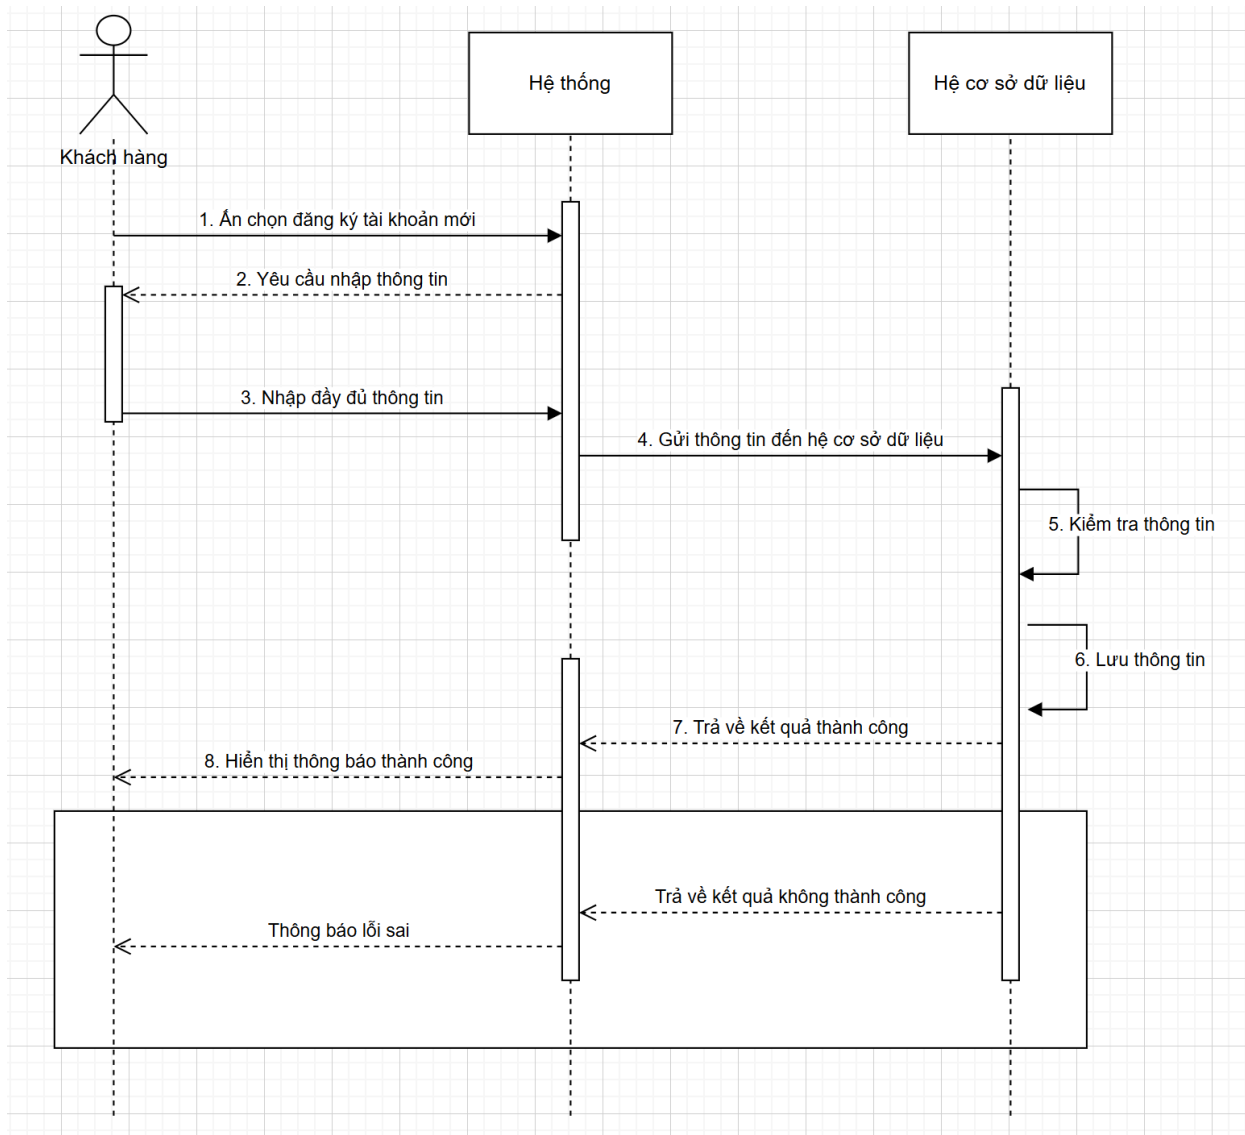 Hệ thống
Hệ cơ sở dữ liệu
Khách hàng
1. Ấn chọn đăng ký tài khoản mới
2. Yêu cầu nhập thông tin
3. Nhập đầy đủ thông tin
4. Gửi thông tin đến hệ cơ sở dữ liệu
5. Kiểm tra thông tin
6. Lưu thông tin
7. Trả về kết quả thành công
8. Hiển thị thông báo thành công
Trả về kết quả không thành công
Thông báo lỗi sai